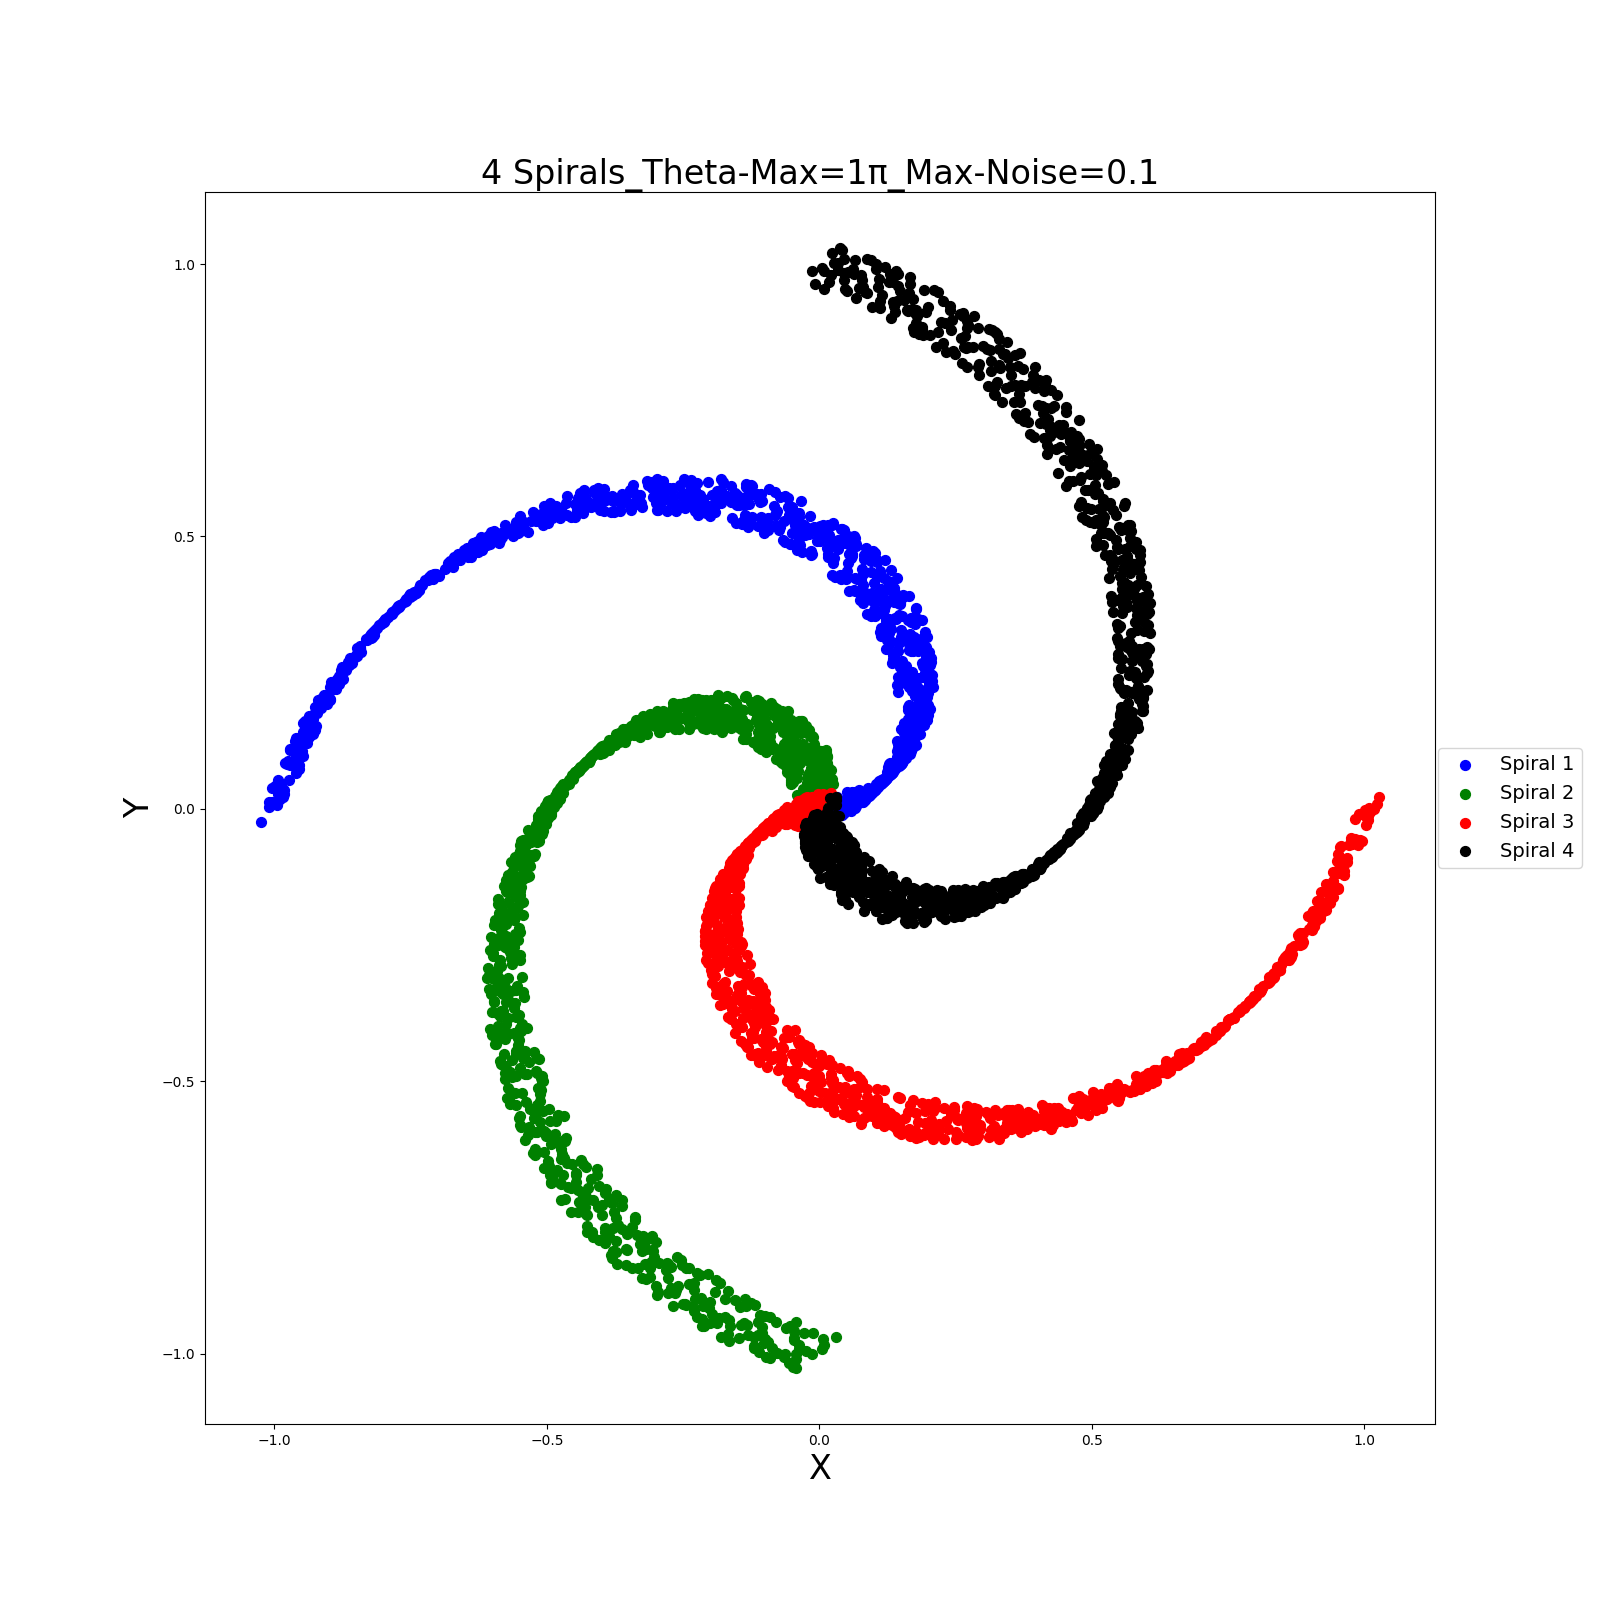 4 Spirals_Theta-Max=1π_Max-Noise=0.1
1.0
0.5
0.0
−0.5
−1.0
Y
−1.0 −0.5 0.0 0.5 1.0
X
Spiral 1
Spiral 2
Spiral 3
Spiral 4